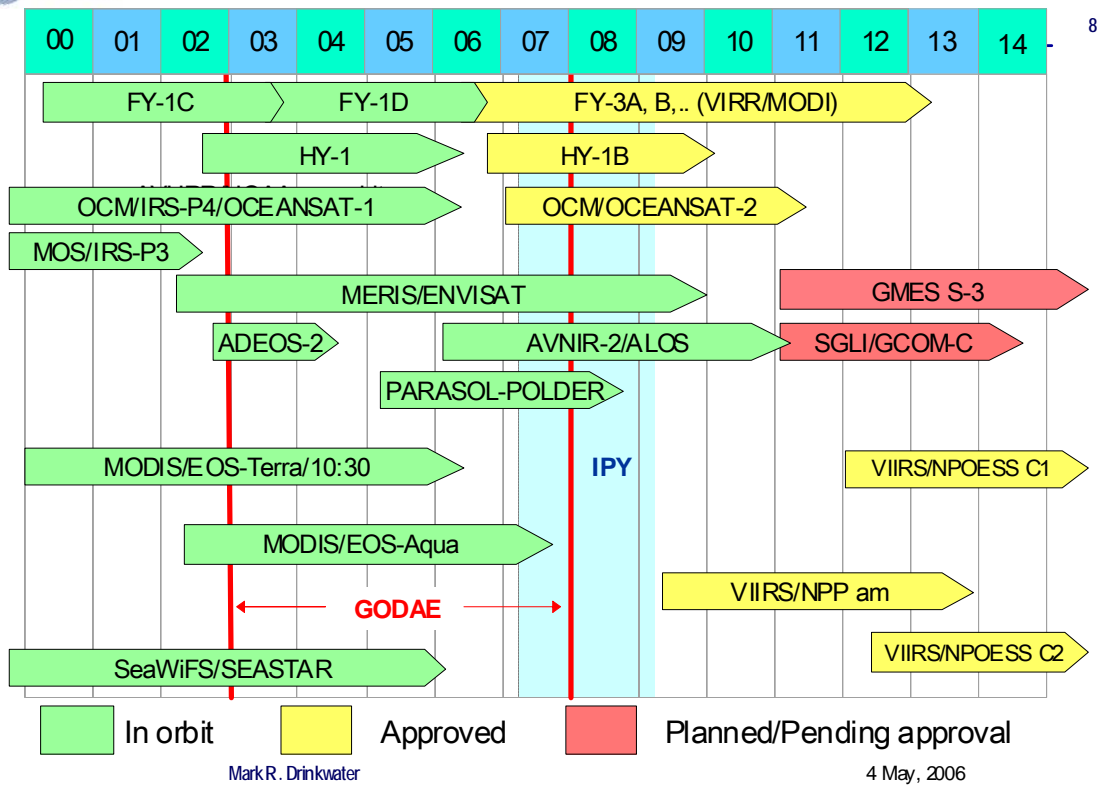 8
00 01 02 03 04 05 06 07 08 09 10 11 12 13 14
FY-1C FY-1D FY-3A, B,.. (VIRR/MODI)
HY-1 HY-1B
OCM/IRS-P4/OCEANSAT-1 OCM/OCEANSAT-2
MOS/IRS-P3
MERIS/ENVISAT GMES S-3
ADEOS-2 AVNIR-2/ALOS SGLI/GCOM-C
PARASOL-POLDER
MODIS/EOS-Terra/10:30 IPY VIIRS/NPOESS C1
MODIS/EOS-Aqua
VIIRS/NPP am
GODAE
VIIRS/NPOESS C2
SeaWiFS/SEASTAR
In orbit Approved Planned/Pending approval
Mark R. Drinkwater 4 May, 2006